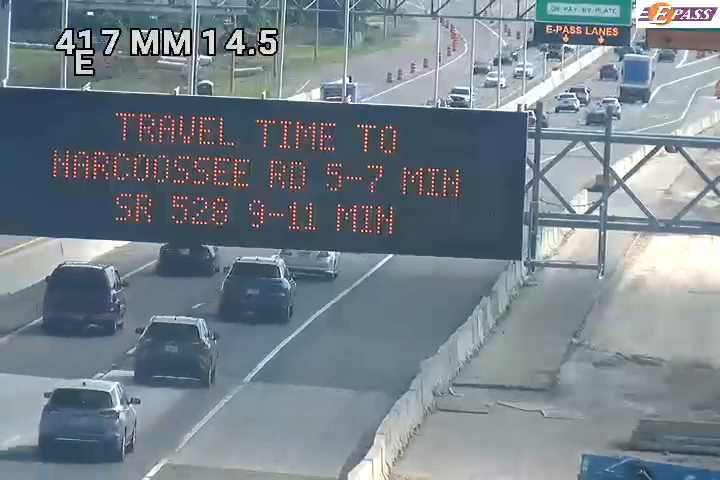 417 MM 14.5
E
OR PAY-BY-PLATE
E-PASS LANES
E-PASS
TRAVEL TIME TO
NARCOOSSEE RD 5-7 MIN
SR 528 9-11 MIN